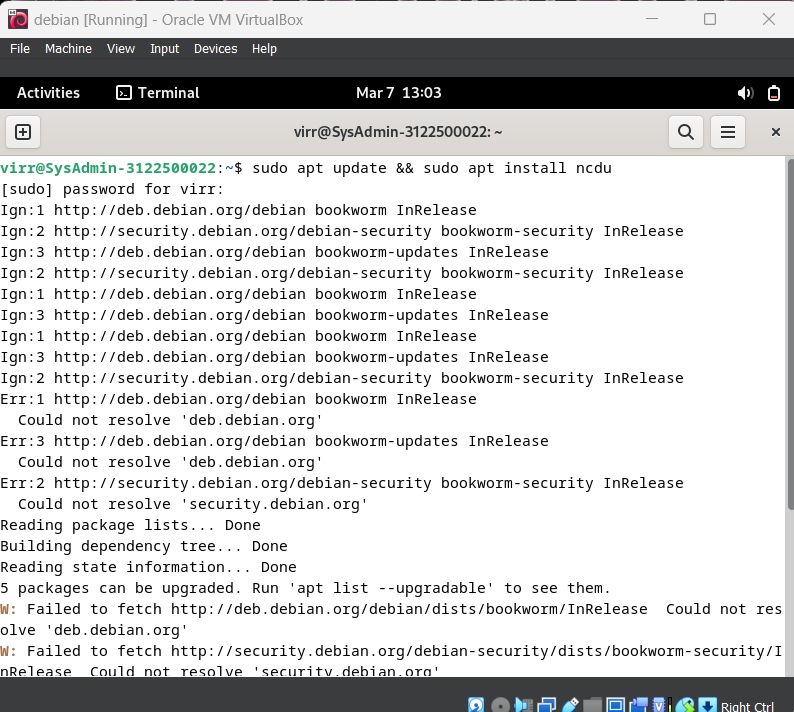 debian [Running] - Oracle VM VirtualBox
File Machine View Input Devices Help
Activities Terminal Mar 7 13:03
virr@SysAdmin-3122500022: ~
virr@SysAdmin-3122500022:~$ sudo apt update && sudo apt install ncdu
[sudo] password for virr:
Ign:1 http://deb.debian.org/debian bookworm InRelease
Ign:2 http://security.debian.org/debian-security bookworm-security InRelease
Ign:3 http://deb.debian.org/debian bookworm-updates InRelease
Ign:2 http://security.debian.org/debian-security bookworm-security InRelease
Ign:1 http://deb.debian.org/debian bookworm InRelease
Ign:3 http://deb.debian.org/debian bookworm-updates InRelease
Ign:1 http://deb.debian.org/debian bookworm InRelease
Ign:3 http://deb.debian.org/debian bookworm-updates InRelease
Ign:2 http://security.debian.org/debian-security bookworm-security InRelease
Err:1 http://deb.debian.org/debian bookworm InRelease
  Could not resolve 'deb.debian.org'
Err:3 http://deb.debian.org/debian bookworm-updates InRelease
  Could not resolve 'deb.debian.org'
Err:2 http://security.debian.org/debian-security bookworm-security InRelease
  Could not resolve 'security.debian.org'
Reading package lists... Done
Building dependency tree... Done
Reading state information... Done
5 packages can be upgraded. Run 'apt list --upgradable' to see them.
W: Failed to fetch http://deb.debian.org/debian/dists/bookworm/InRelease  Could not res
olve 'deb.debian.org'
W: Failed to fetch http://security.debian.org/debian-security/dists/bookworm-security/I
nRelease  Could not resolve 'security.debian.org'
Right Ctrl